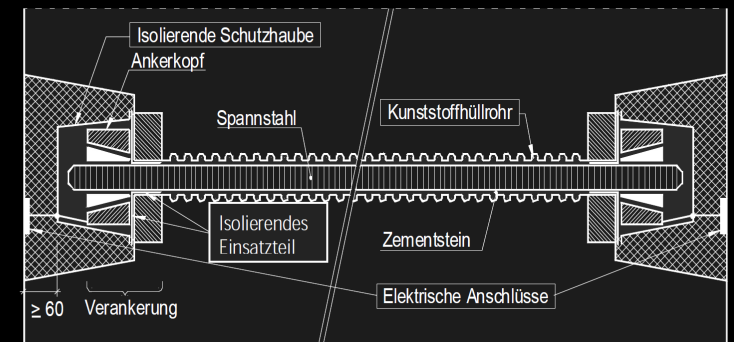 Isolierende Schutzhaube
Ankerkopf
Spannstahl
Kunststoffhüllrohr
Isolierendes
Einsatzteil
Zementstein
Elektrische Anschlüsse
≥ 60
Verankerung